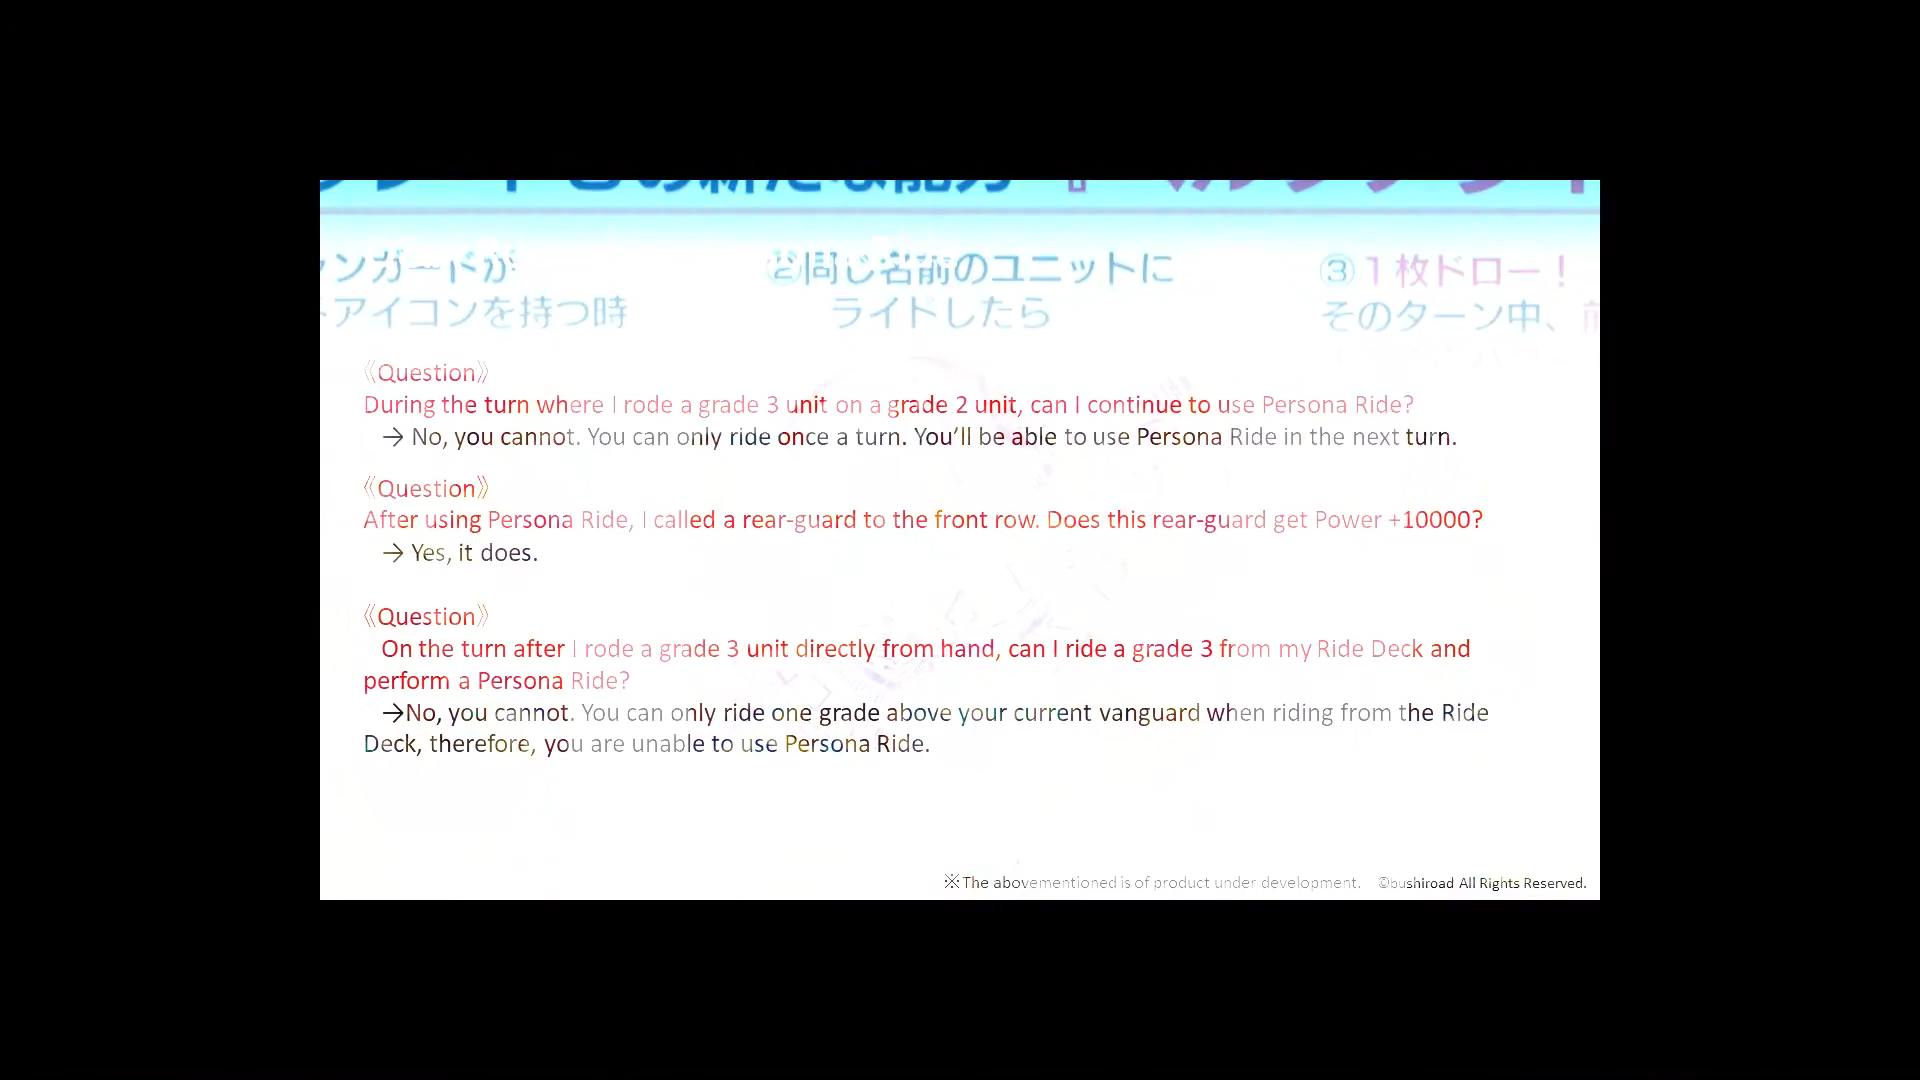 ンガードが
②同じ名前のユニットに
③1枚ドロー!
アイコンを持つ時
ライドしたら
そのターン中、
《Question》
During the turn where I rode a grade 3 unit on a grade 2 unit, can I continue to use Persona Ride?
→ No, you cannot. You can only ride once a turn. You'll be able to use Persona Ride in the next turn.
《Question》
After using Persona Ride, I called a rear-guard to the front row. Does this rear-guard get Power +10000?
→ Yes, it does.
《Question》
On the turn after I rode a grade 3 unit directly from hand, can I ride a grade 3 from my Ride Deck and
perform a Persona Ride?
→No, you cannot. You can only ride one grade above your current vanguard when riding from the Ride
Deck, therefore, you are unable to use Persona Ride.
※The abovementioned is of product under development. ©bushiroad All Rights Reserved.